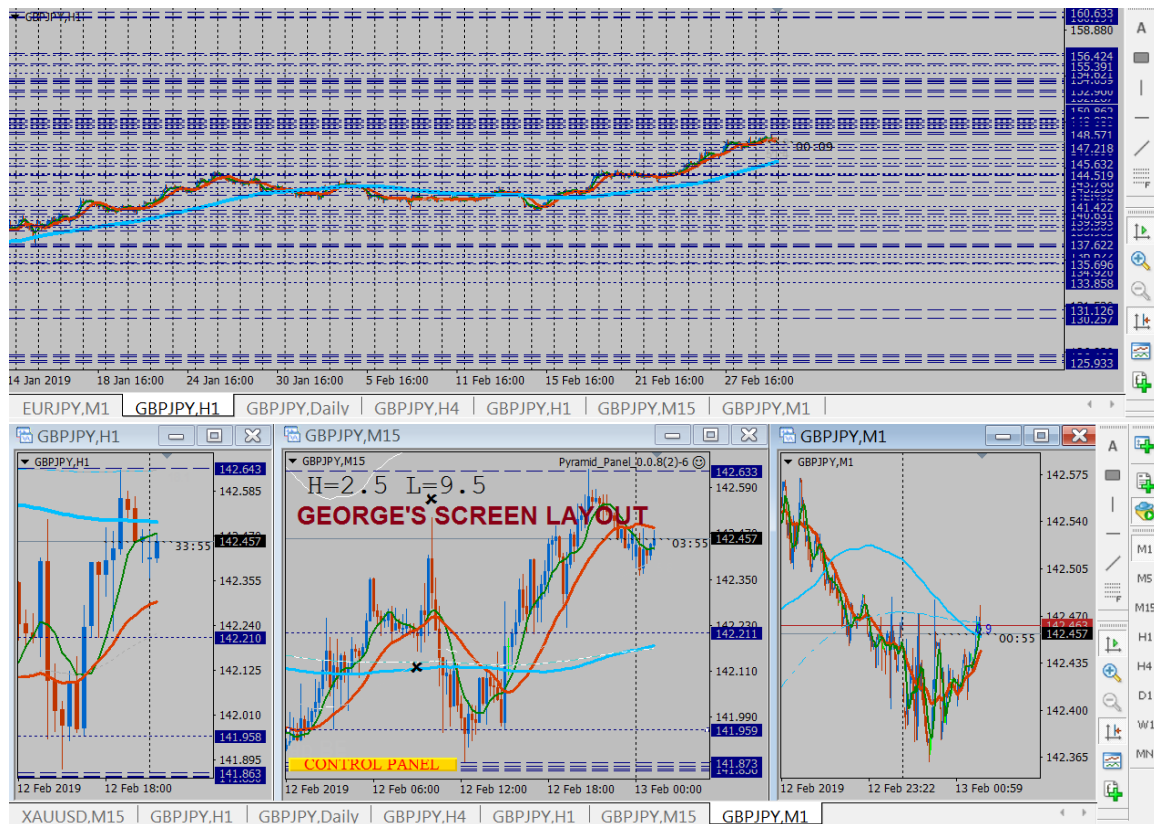 GBPJPY,H1
160.633
158.880
156.424
155.391
148.571
147.218
145.632
144.519
141.422
137.622
135.696
133.858
131.126
130.257
125.933
00:09
14 Jan 2019 18 Jan 16:00 24 Jan 16:00 30 Jan 16:00 5 Feb 16:00 11 Feb 16:00 15 Feb 16:00 21 Feb 16:00 27 Feb 16:00
EURJPY,M1 GBPJPY,H1 GBPJPY,Daily GBPJPY,H4 GBPJPY,H1 GBPJPY,M15 GBPJPY,M1
GBPJPY,H1
GBPJPY,H1
142.643
142.585
142.457
33:55
142.355
142.240
142.210
142.125
142.010
141.958
141.895
141.863
12 Feb 2019 12 Feb 18:00
GBPJPY,M15
GBPJPY,M15 Pyramid_Panel_0.0.8(2)-6
H=2.5 L=9.5
GEORGE'S SCREEN LAYOUT
142.633
142.590
142.457
03:55
142.350
142.230
142.211
142.110
141.990
141.959
141.873
CONTROL PANEL
12 Feb 2019 12 Feb 06:00 12 Feb 12:00 12 Feb 18:00 13 Feb 00:00
GBPJPY,M1
GBPJPY,M1
142.575
142.540
142.505
142.470
142.462
142.457
00:55
142.435
142.400
142.365
12 Feb 2019 12 Feb 23:22 13 Feb 00:59
A
F
A
F
M1
M5
M15
H1
H4
D1
W1
MN
XAUUSD,M15 GBPJPY,H1 GBPJPY,Daily GBPJPY,H4 GBPJPY,H1 GBPJPY,M15 GBPJPY,M1